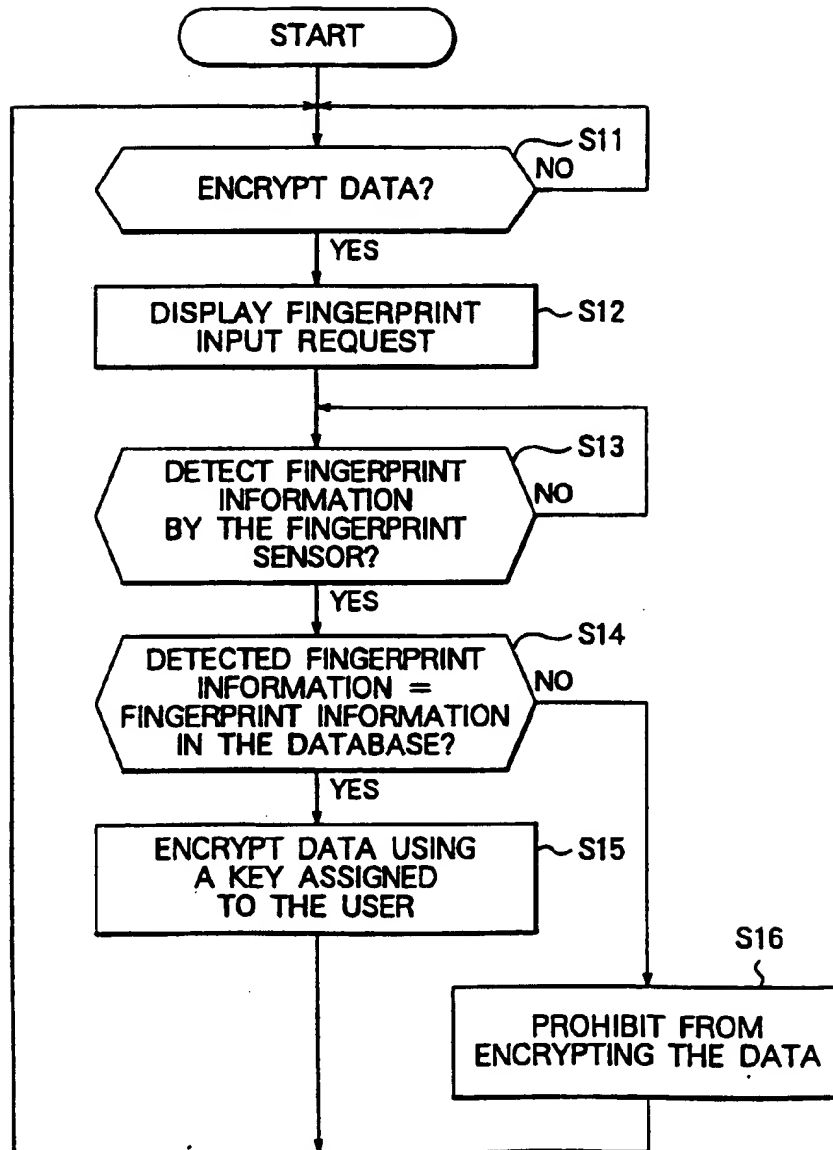 START
S11
NO
ENCRYPT DATA?
YES
DISPLAY FINGERPRINT
INPUT REQUEST
S12
S13
NO
DETECT FINGERPRINT
INFORMATION
BY THE FINGERPRINT
SENSOR?
YES
S14
NO
DETECTED FINGERPRINT
INFORMATION =
FINGERPRINT INFORMATION
IN THE DATABASE?
YES
ENCRYPT DATA USING
A KEY ASSIGNED
TO THE USER
S15
S16
PROHIBIT FROM
ENCRYPTING THE DATA